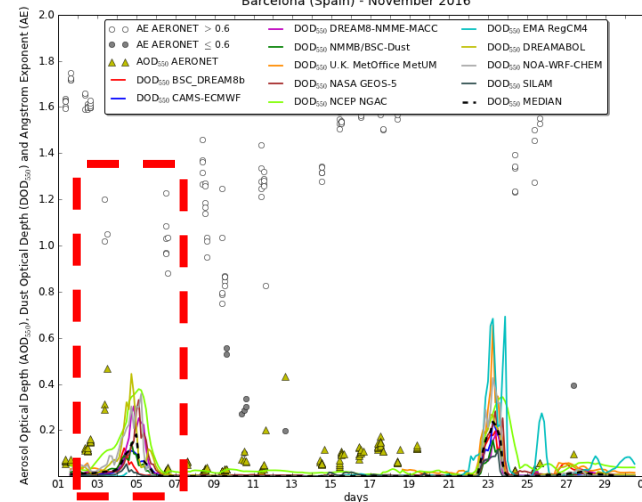 Barcelona (Spain) - November 2016
Aerosol Optical Depth (AOD550), Dust Optical Depth (DOD550) and Angstrom Exponent (AE)
2.0
1.8
1.6
1.4
1.2
1.0
0.8
0.6
0.4
0.2
AE AERONET > 0.6
AE AERONET ≤ 0.6
AOD550 AERONET
DOD550 BSC_DREAM8b
DOD550 CAMS-ECMWF
DOD550 DREAM8-NMME-MACC
DOD550 NMMB/BSC-Dust
DOD550 U.K. MetOffice MetUM
DOD550 NASA GEOS-5
DOD550 NCEP NGAC
DOD550 EMA RegCM4
DOD550 DREAMABOL
DOD550 NOA-WRF-CHEM
DOD550 SILAM
DOD550 MEDIAN
01 03 05 07 09 11 13 15 17 19 21 23 25 27 29
days